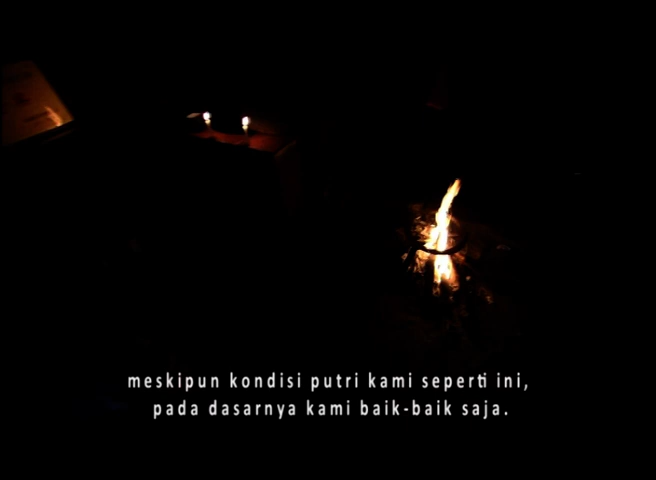 meskipun kondisi putri kami seperti ini,
pada dasarnya kami baik-baik saja.